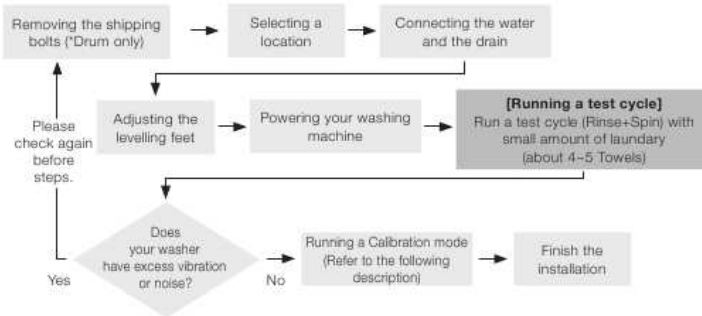 Removing the shipping
bolts (*Drum only)
Selecting a
location
Connecting the water
and the drain
Adjusting the
levelling feet
Powering your washing
machine
[Running a test cycle]
Run a test cycle (Rinse+Spin) with
small amount of laundary
(about 4~5 Towels)
Please
check again
before
steps.
Does
your washer
have excess vibration
or noise?
Yes
No
Running a Calibration mode
(Refer to the following
description)
Finish the
installation